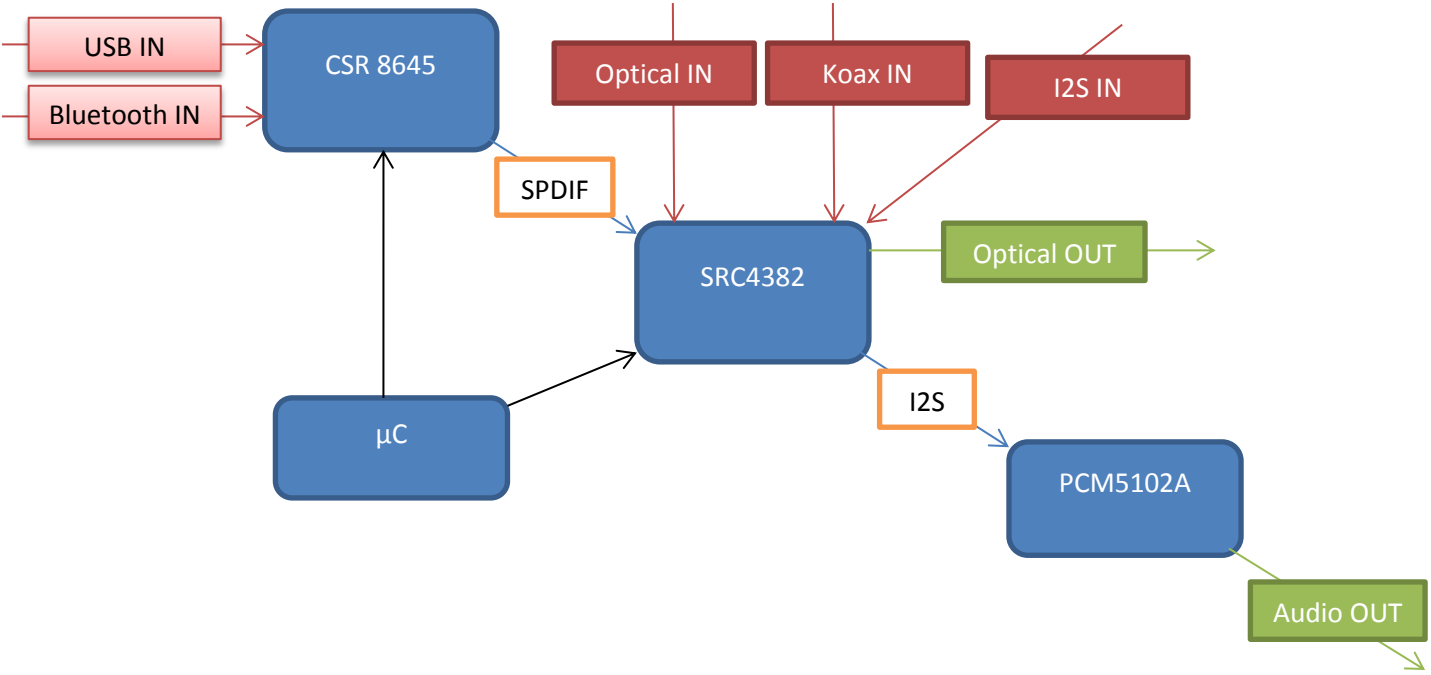 USB IN
Bluetooth IN
CSR 8645
Optical IN
Koax IN
I2S IN
SPDIF
SRC4382
Optical OUT
I2S
µC
PCM5102A
Audio OUT